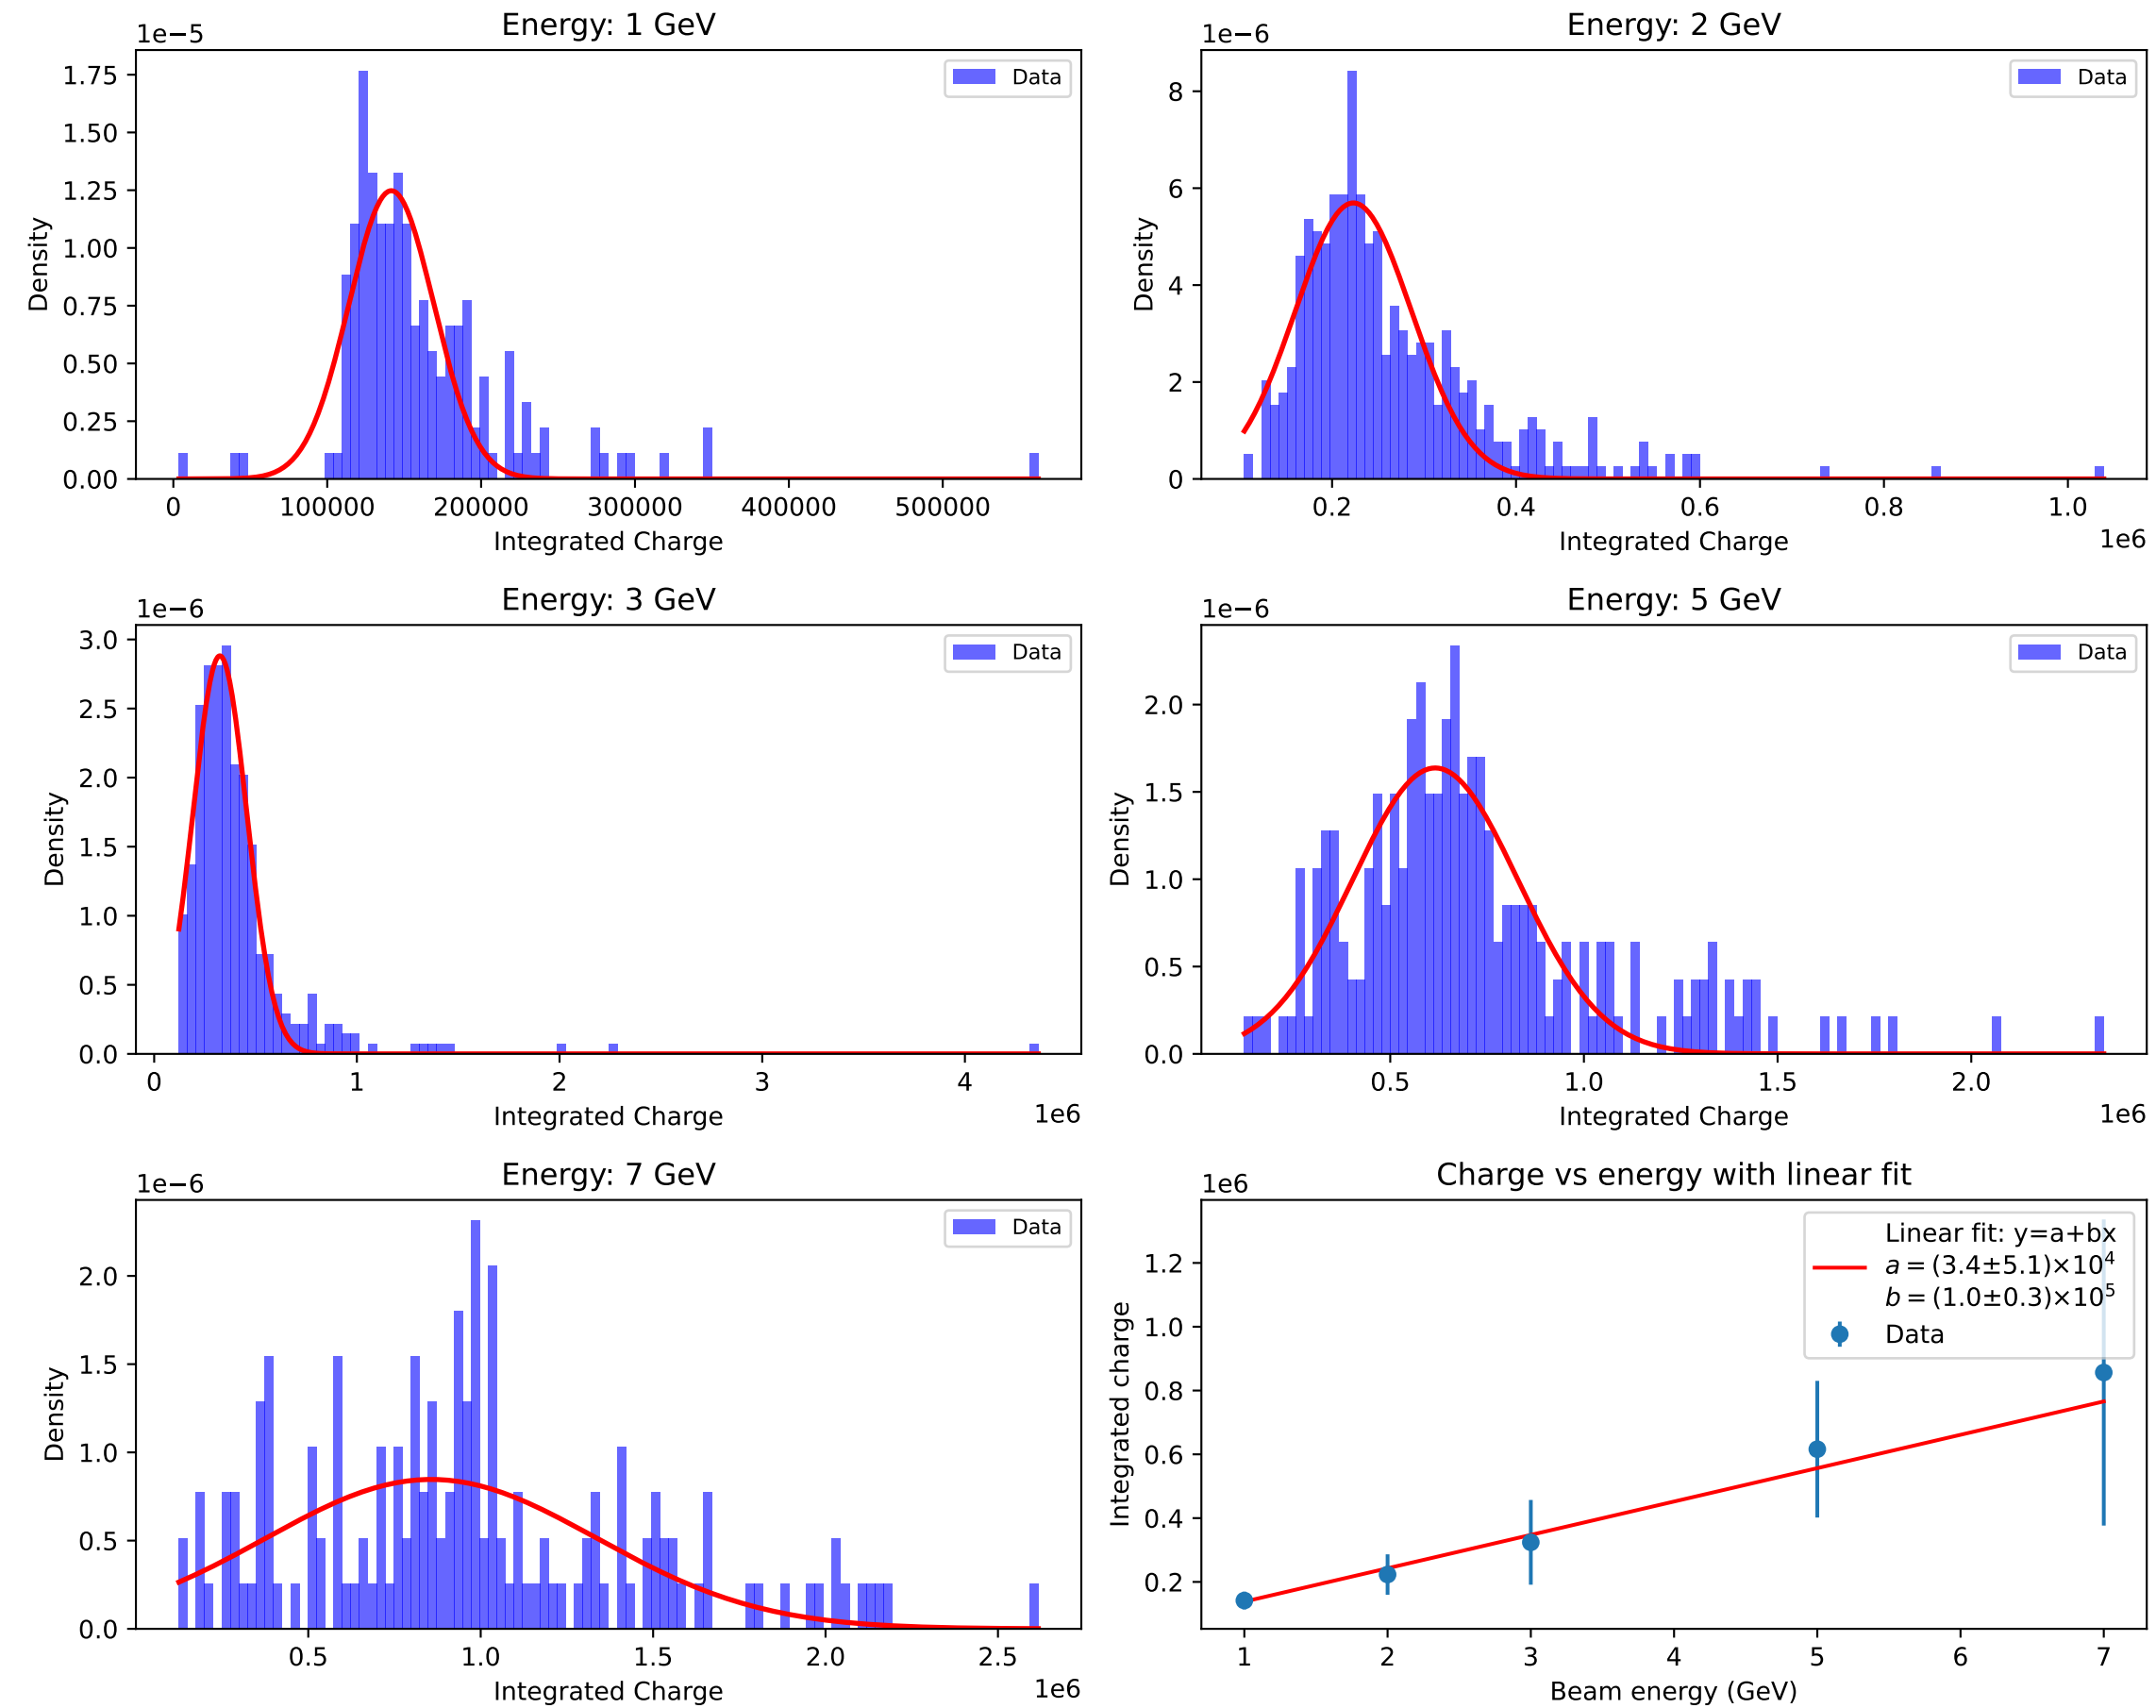 Energy: 1 GeV
1e−5
Data
Density
1.75
1.50
1.25
1.00
0.75
0.50
0.25
0.00
0 100000 200000 300000 400000 500000
Integrated Charge
Energy: 2 GeV
1e−6
Data
Density
8
6
4
2
0
0.2 0.4 0.6 0.8 1.0
Integrated Charge
1e6
Energy: 3 GeV
1e−6
Data
Density
3.0
2.5
2.0
1.5
1.0
0.5
0.0
0 1 2 3 4
Integrated Charge
1e6
Energy: 5 GeV
1e−6
Data
Density
2.0
1.5
1.0
0.5
0.0
0.5 1.0 1.5 2.0
Integrated Charge
1e6
Energy: 7 GeV
1e−6
Data
Density
2.0
1.5
1.0
0.5
0.0
0.5 1.0 1.5 2.0 2.5
Integrated Charge
1e6
Charge vs energy with linear fit
1e6
Linear fit: y=a+bx
a = (3.4±5.1)×10⁴
b = (1.0±0.3)×10⁵
Data
Integrated charge
1.2
1.0
0.8
0.6
0.4
0.2
1 2 3 4 5 6 7
Beam energy (GeV)